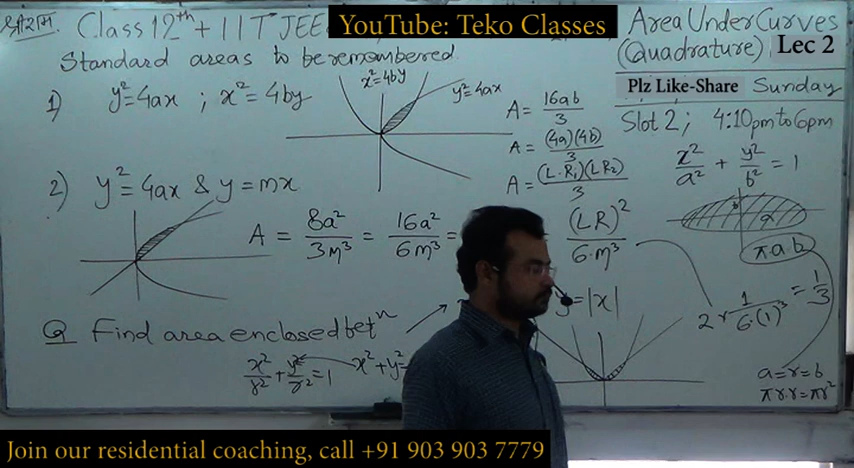 श्रीराम. Class 12th + IIT JEE
YouTube: Teko Classes
Area Under Curves
(Quadrature) Lec 2
Standard areas to be remembered
Plz Like-Share Sunday
Slot 2; 4:10pm to 6pm
1) y²=4ax ; x²=4by
x²=4by
y²=4ax
A = 16ab/3
A = (4a)(4b)/3
A = (L.R₁)(LR₂)/3
x²/a² + y²/b² = 1
πab
2) y²=4ax & y=mx
A = 8a²/3m³ = 16a²/6m³ = (LR)²/6.m³
Q Find area enclosed betⁿ
y=|x|
2×1/6.(1)³ = 1/3
x²/r² + y²/r² = 1
x²+y²=
a=r=b
πr.r=πr²
Join our residential coaching, call +91 903 903 7779